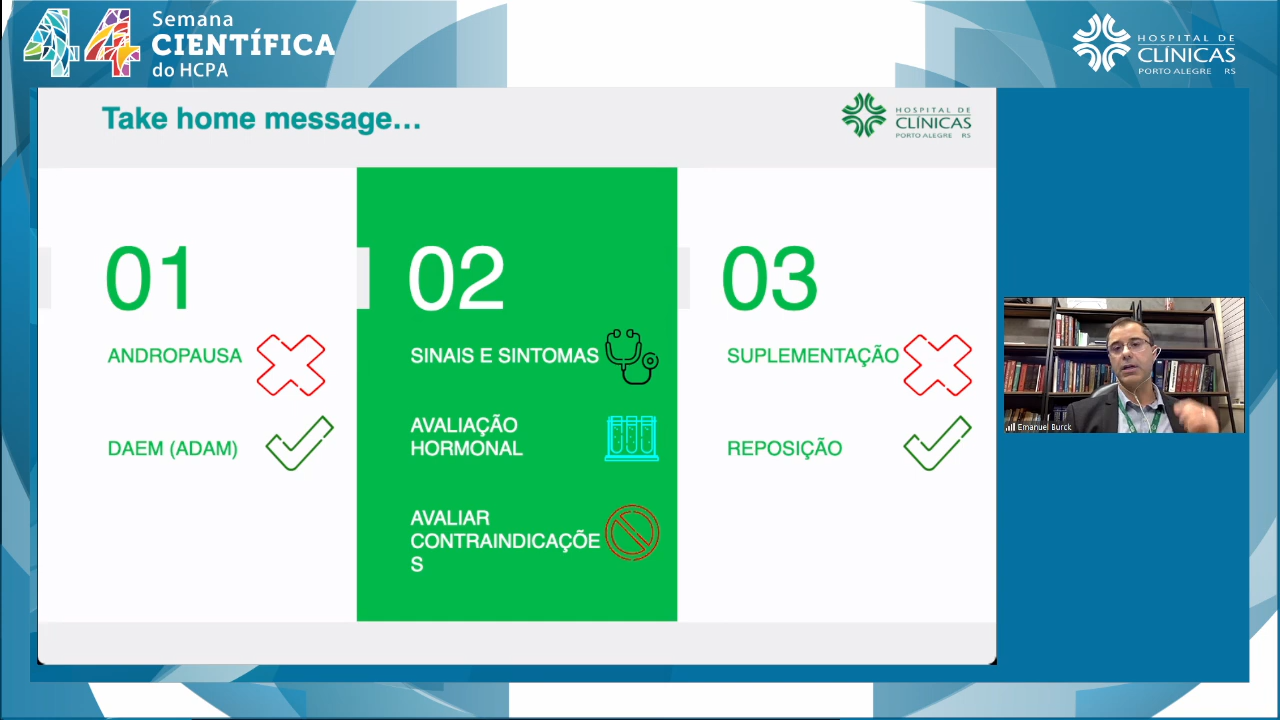 44 Semana
CIENTÍFICA
do HCPA
HOSPITAL DE
CLÍNICAS
PORTO ALEGRE RS
Take home message...
HOSPITAL DE
CLÍNICAS
PORTO ALEGRE RS
01
ANDROPAUSA
DAEM (ADAM)
02
SINAIS E SINTOMAS
AVALIAÇÃO
HORMONAL
AVALIAR
CONTRAINDICAÇÕE
S
03
SUPLEMENTAÇÃO
REPOSIÇÃO
Emanuel Burck